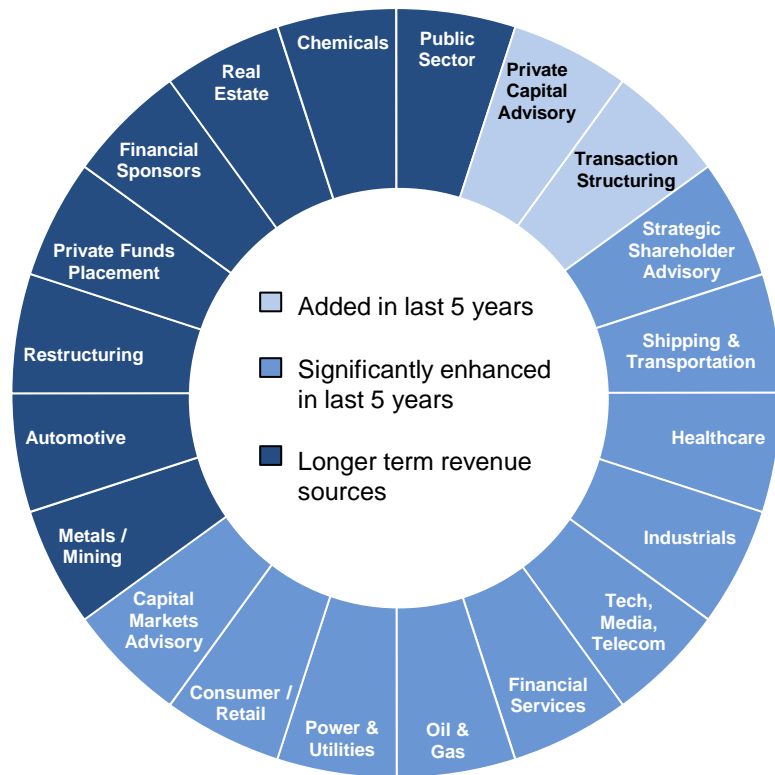 Public
Sector
Private
Capital
Advisory
Transaction
Structuring
Strategic
Shareholder
Advisory
Shipping &
Transportation
Healthcare
Industrials
Tech,
Media,
Telecom
Financial
Services
Oil &
Gas
Power &
Utilities
Consumer /
Retail
Capital
Markets
Advisory
Metals /
Mining
Automotive
Restructuring
Private Funds
Placement
Financial
Sponsors
Real
Estate
Chemicals
Added in last 5 years
Significantly enhanced
in last 5 years
Longer term revenue
sources